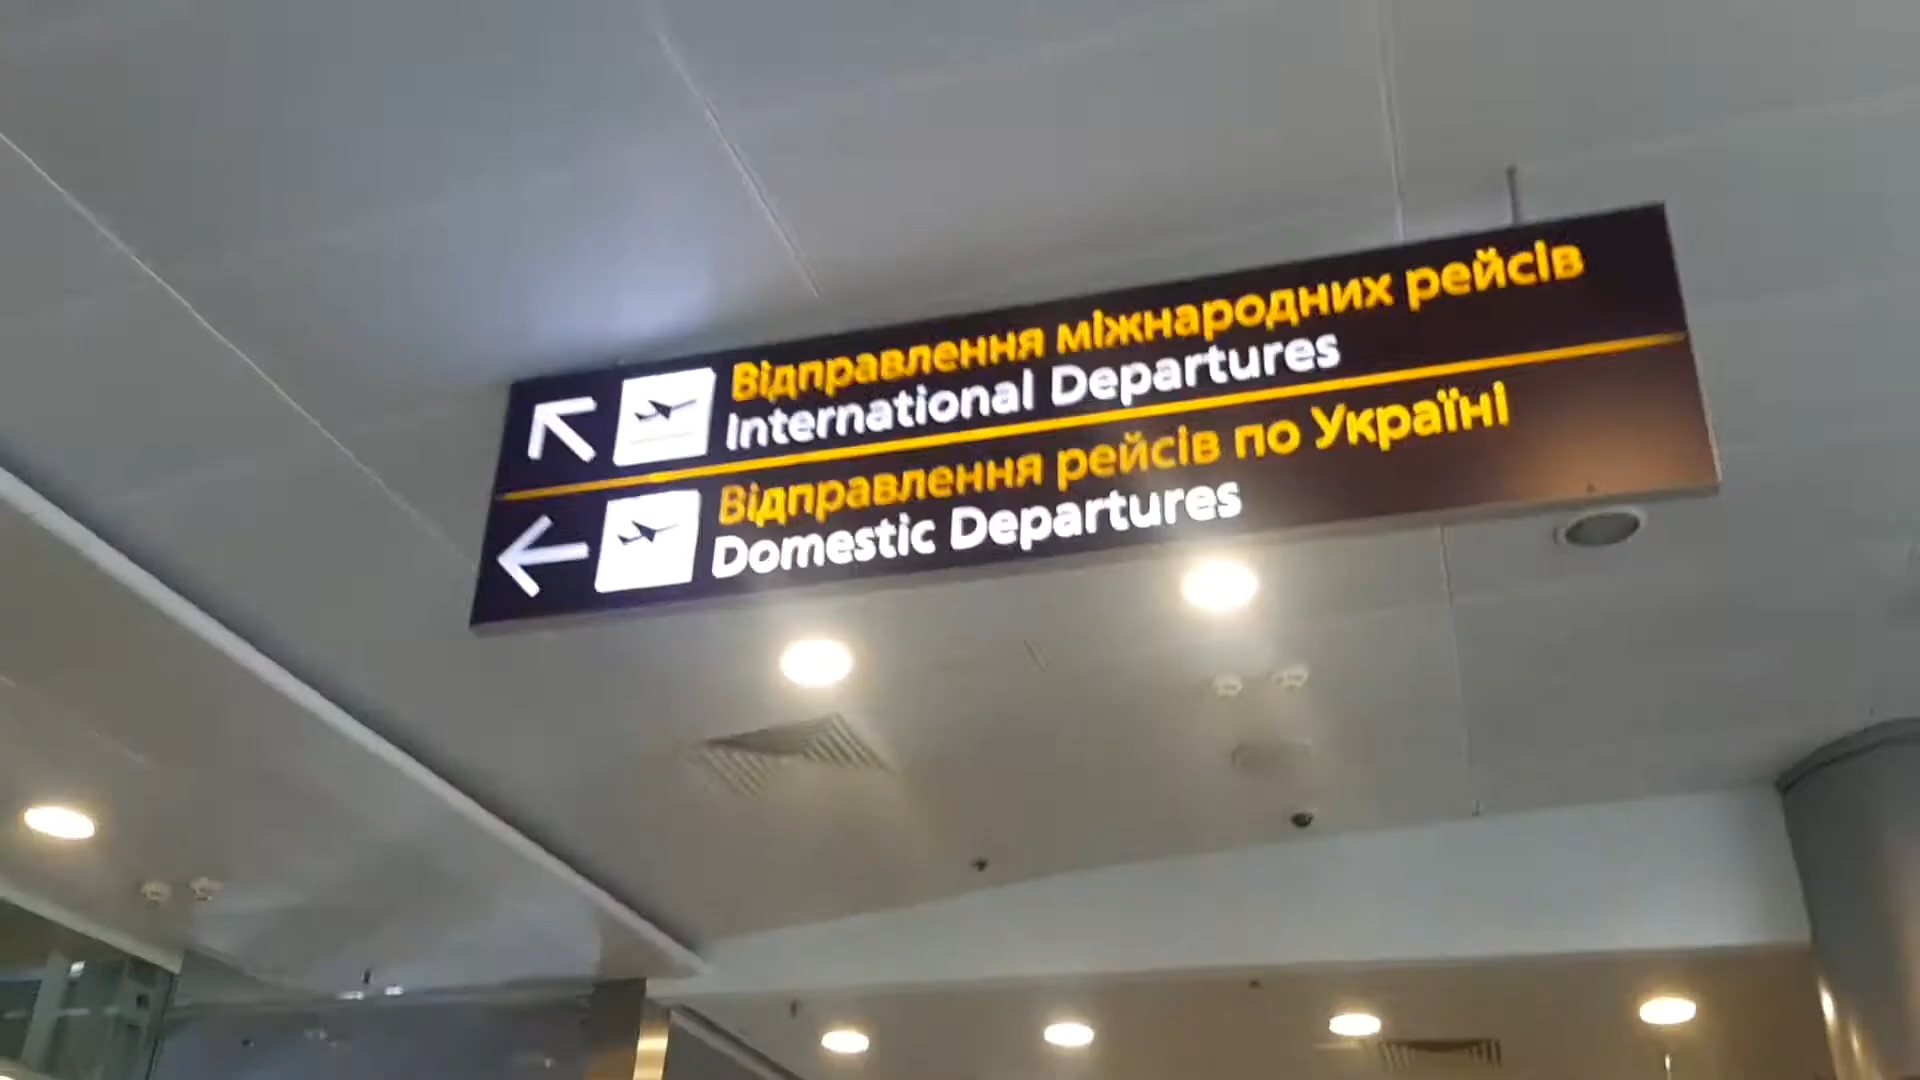 Відправлення міжнародних рейсів
International Departures
Відправлення рейсів по Україні
Domestic Departures